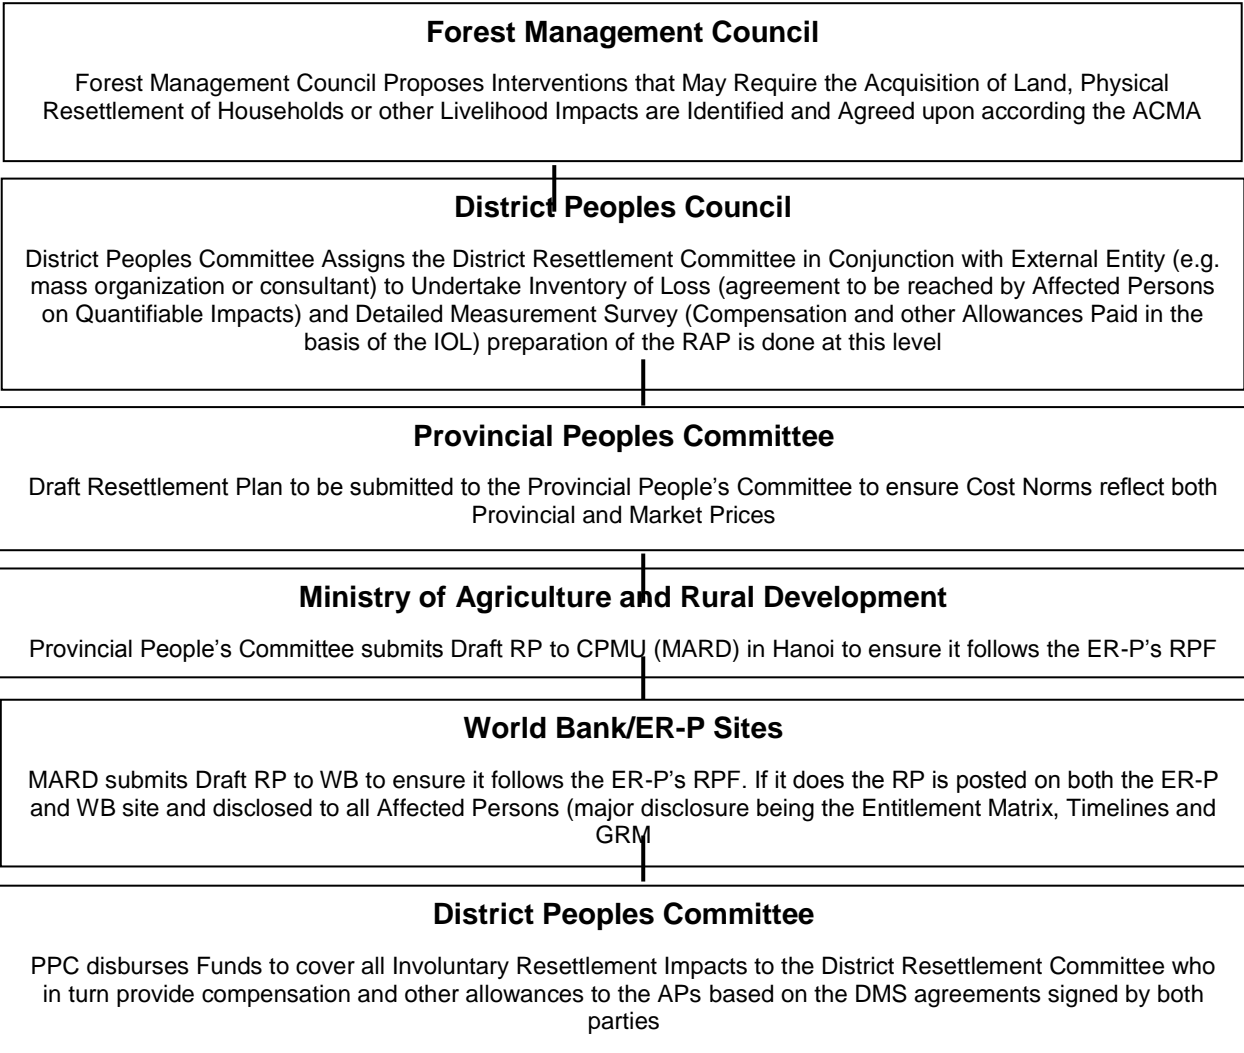 Forest Management Council
Forest Management Council Proposes Interventions that May Require the Acquisition of Land, Physical
Resettlement of Households or other Livelihood Impacts are Identified and Agreed upon according the ACMA
District Peoples Council
District Peoples Committee Assigns the District Resettlement Committee in Conjunction with External Entity (e.g.
mass organization or consultant) to Undertake Inventory of Loss (agreement to be reached by Affected Persons
on Quantifiable Impacts) and Detailed Measurement Survey (Compensation and other Allowances Paid in the
basis of the IOL) preparation of the RAP is done at this level
Provincial Peoples Committee
Draft Resettlement Plan to be submitted to the Provincial People’s Committee to ensure Cost Norms reflect both
Provincial and Market Prices
Ministry of Agriculture and Rural Development
Provincial People’s Committee submits Draft RP to CPMU (MARD) in Hanoi to ensure it follows the ER-P’s RPF
World Bank/ER-P Sites
MARD submits Draft RP to WB to ensure it follows the ER-P’s RPF. If it does the RP is posted on both the ER-P
and WB site and disclosed to all Affected Persons (major disclosure being the Entitlement Matrix, Timelines and
GRM
District Peoples Committee
PPC disburses Funds to cover all Involuntary Resettlement Impacts to the District Resettlement Committee who
in turn provide compensation and other allowances to the APs based on the DMS agreements signed by both
parties